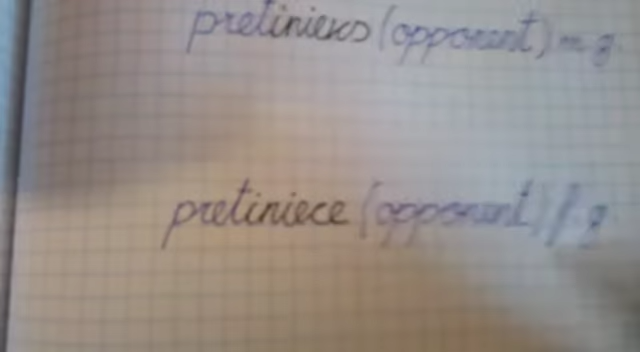 pretinieks (opponent) m g.
pretiniece (opponent) f g.